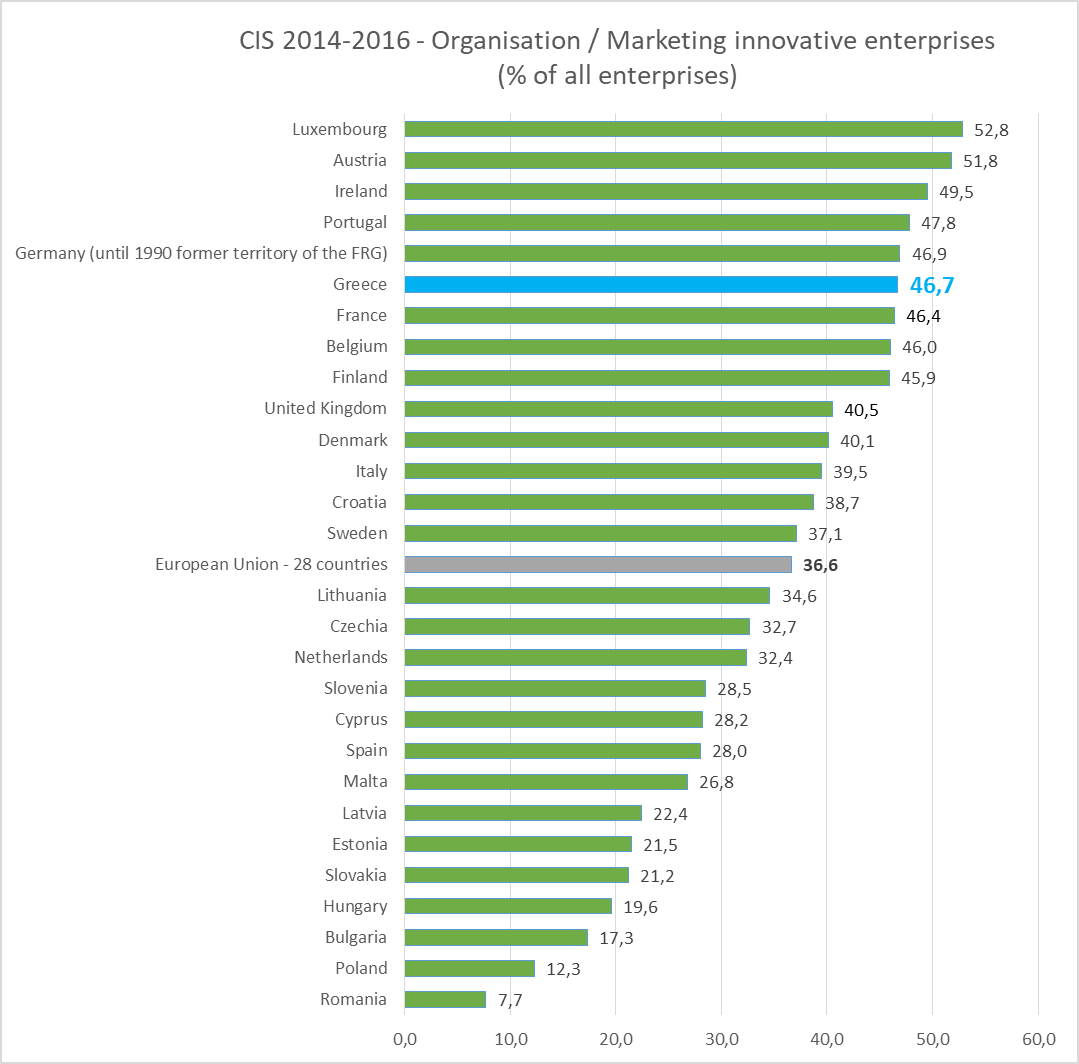 CIS 2014-2016 - Organisation / Marketing innovative enterprises
(% of all enterprises)
Luxembourg 52,8
Austria 51,8
Ireland 49,5
Portugal 47,8
Germany (until 1990 former territory of the FRG) 46,9
Greece 46,7
France 46,4
Belgium 46,0
Finland 45,9
United Kingdom 40,5
Denmark 40,1
Italy 39,5
Croatia 38,7
Sweden 37,1
European Union - 28 countries 36,6
Lithuania 34,6
Czechia 32,7
Netherlands 32,4
Slovenia 28,5
Cyprus 28,2
Spain 28,0
Malta 26,8
Latvia 22,4
Estonia 21,5
Slovakia 21,2
Hungary 19,6
Bulgaria 17,3
Poland 12,3
Romania 7,7
0,0 10,0 20,0 30,0 40,0 50,0 60,0